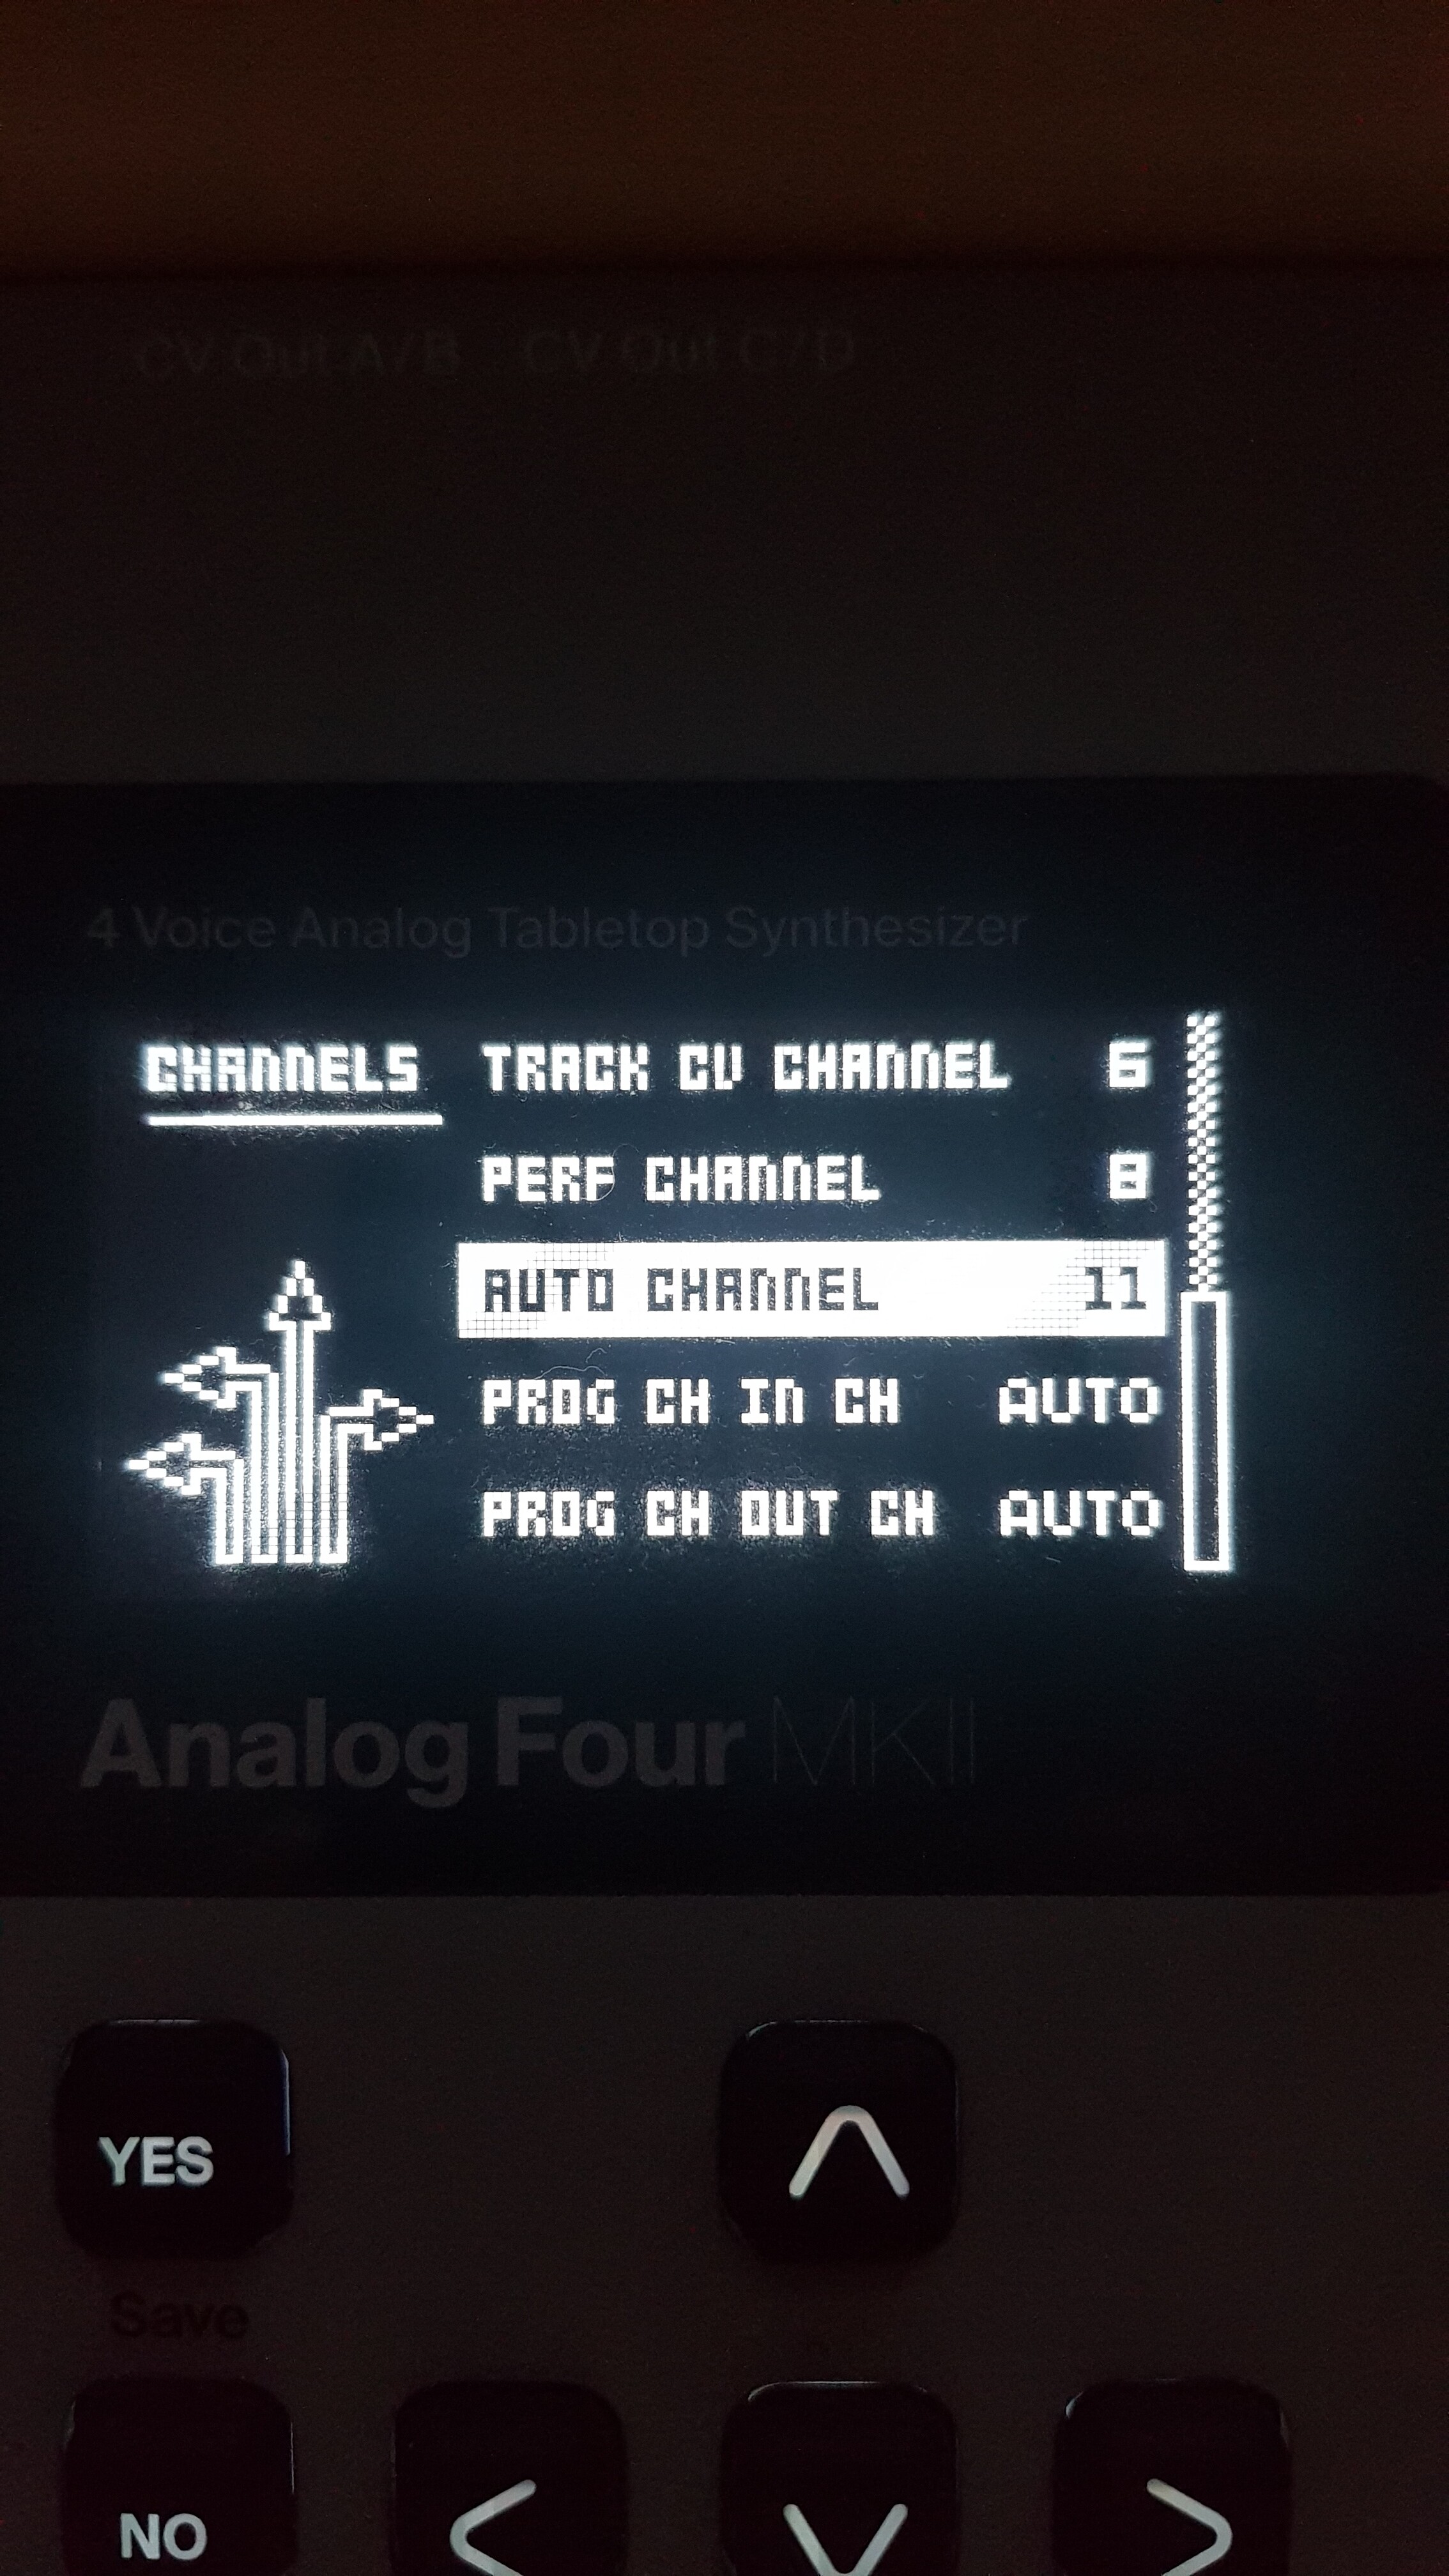 CV Out A/B CV Out C/D
4 Voice Analog Tabletop Synthesizer
CHANNELS
TRACK CV CHANNEL 6
PERF CHANNEL 8
AUTO CHANNEL 11
PROG CH IN CH AUTO
PROG CH OUT CH AUTO
Analog Four MKII
YES
Save
NO